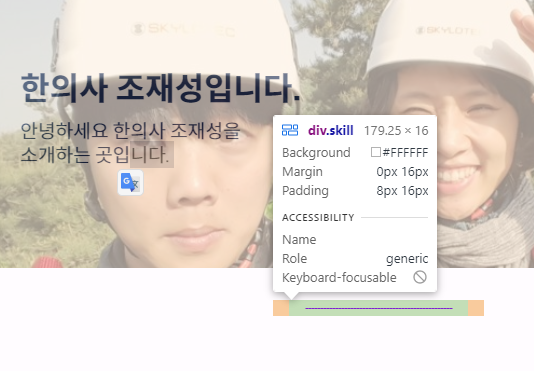 SKYLOTEC
SKYLOTEC
한의사 조재성입니다.
안녕하세요 한의사 조재성을
소개하는 곳입니다.
div.skill 179.25 × 16
Background #FFFFFF
Margin 0px 16px
Padding 8px 16px
ACCESSIBILITY
Name
Role generic
Keyboard-focusable